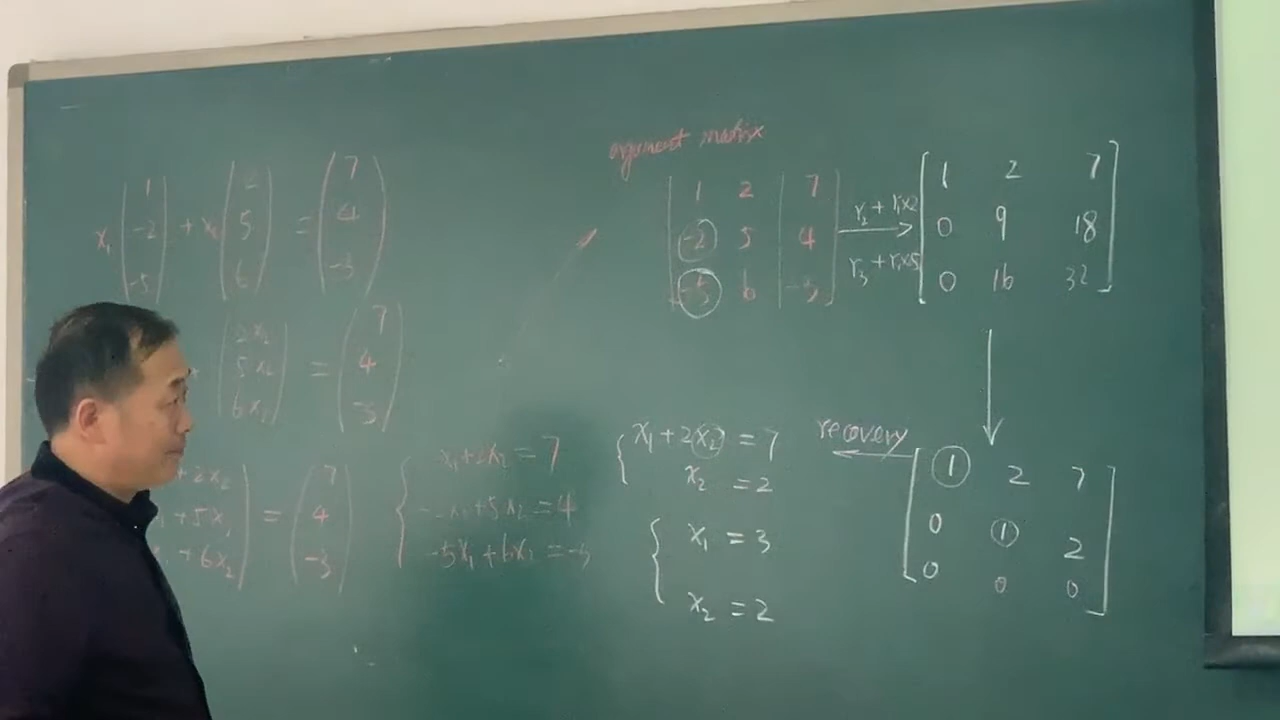 x₁ [1 -2 -5] + x₂ [2 5 6] = [7 4 -3]
[2x₂ 5x₂ 6x₂] = [7 4 -3]
+2x₂ +5x₂ +6x₂ = [7 4 -3]
x₁+2x₂ = 7
x₁+5x₂ = 4
-5x₁+6x₂ = -3
argument matrix
1 2 | 7
-2 5 | 4
-5 6 | -3
r₂ + r₁×2
r₃ + r₁×5
1 2 7
0 9 18
0 16 32
1 2 7
0 1 2
0 0 0
recovery
x₁+2x₂ = 7
x₂ = 2
x₁ = 3
x₂ = 2